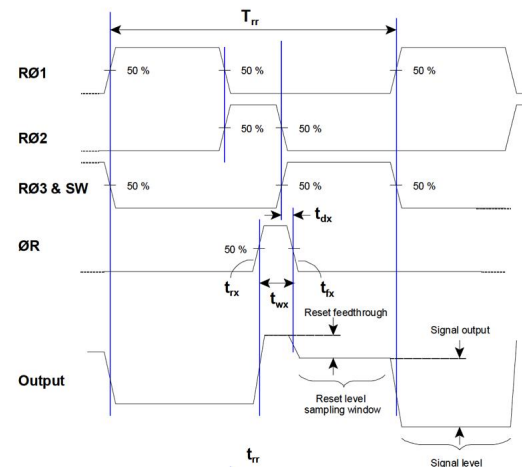 Trr
RØ1
50 %
50 %
50 %
RØ2
50 %
50 %
RØ3 & SW
50 %
50 %
50 %
tdx
ØR
50 %
trx
twx
tfx
Reset feedthrough
Signal output
Output
Reset level
sampling window
trr
Signal level